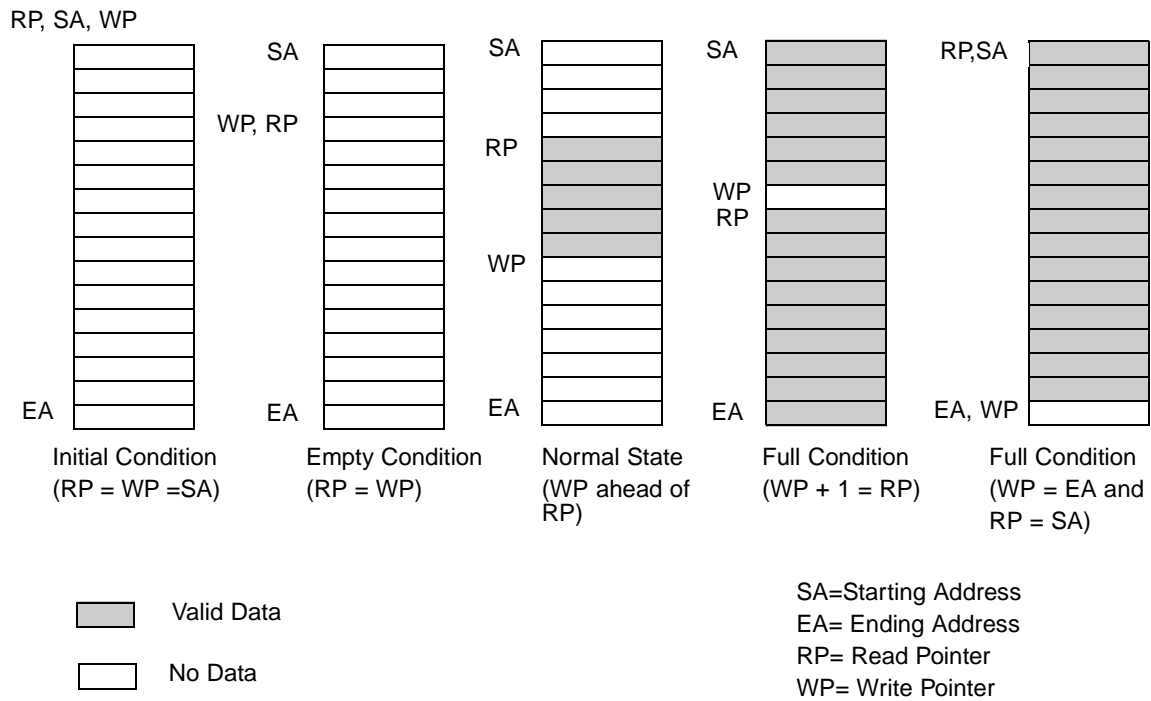 RP, SA, WP
EA
Initial Condition
(RP = WP =SA)
SA
WP, RP
EA
Empty Condition
(RP = WP)
SA
RP
WP
EA
Normal State
(WP ahead of
RP)
SA
WP
RP
EA
Full Condition
(WP + 1 = RP)
RP,SA
EA, WP
Full Condition
(WP = EA and
RP = SA)
Valid Data
No Data
SA=Starting Address
EA= Ending Address
RP= Read Pointer
WP= Write Pointer